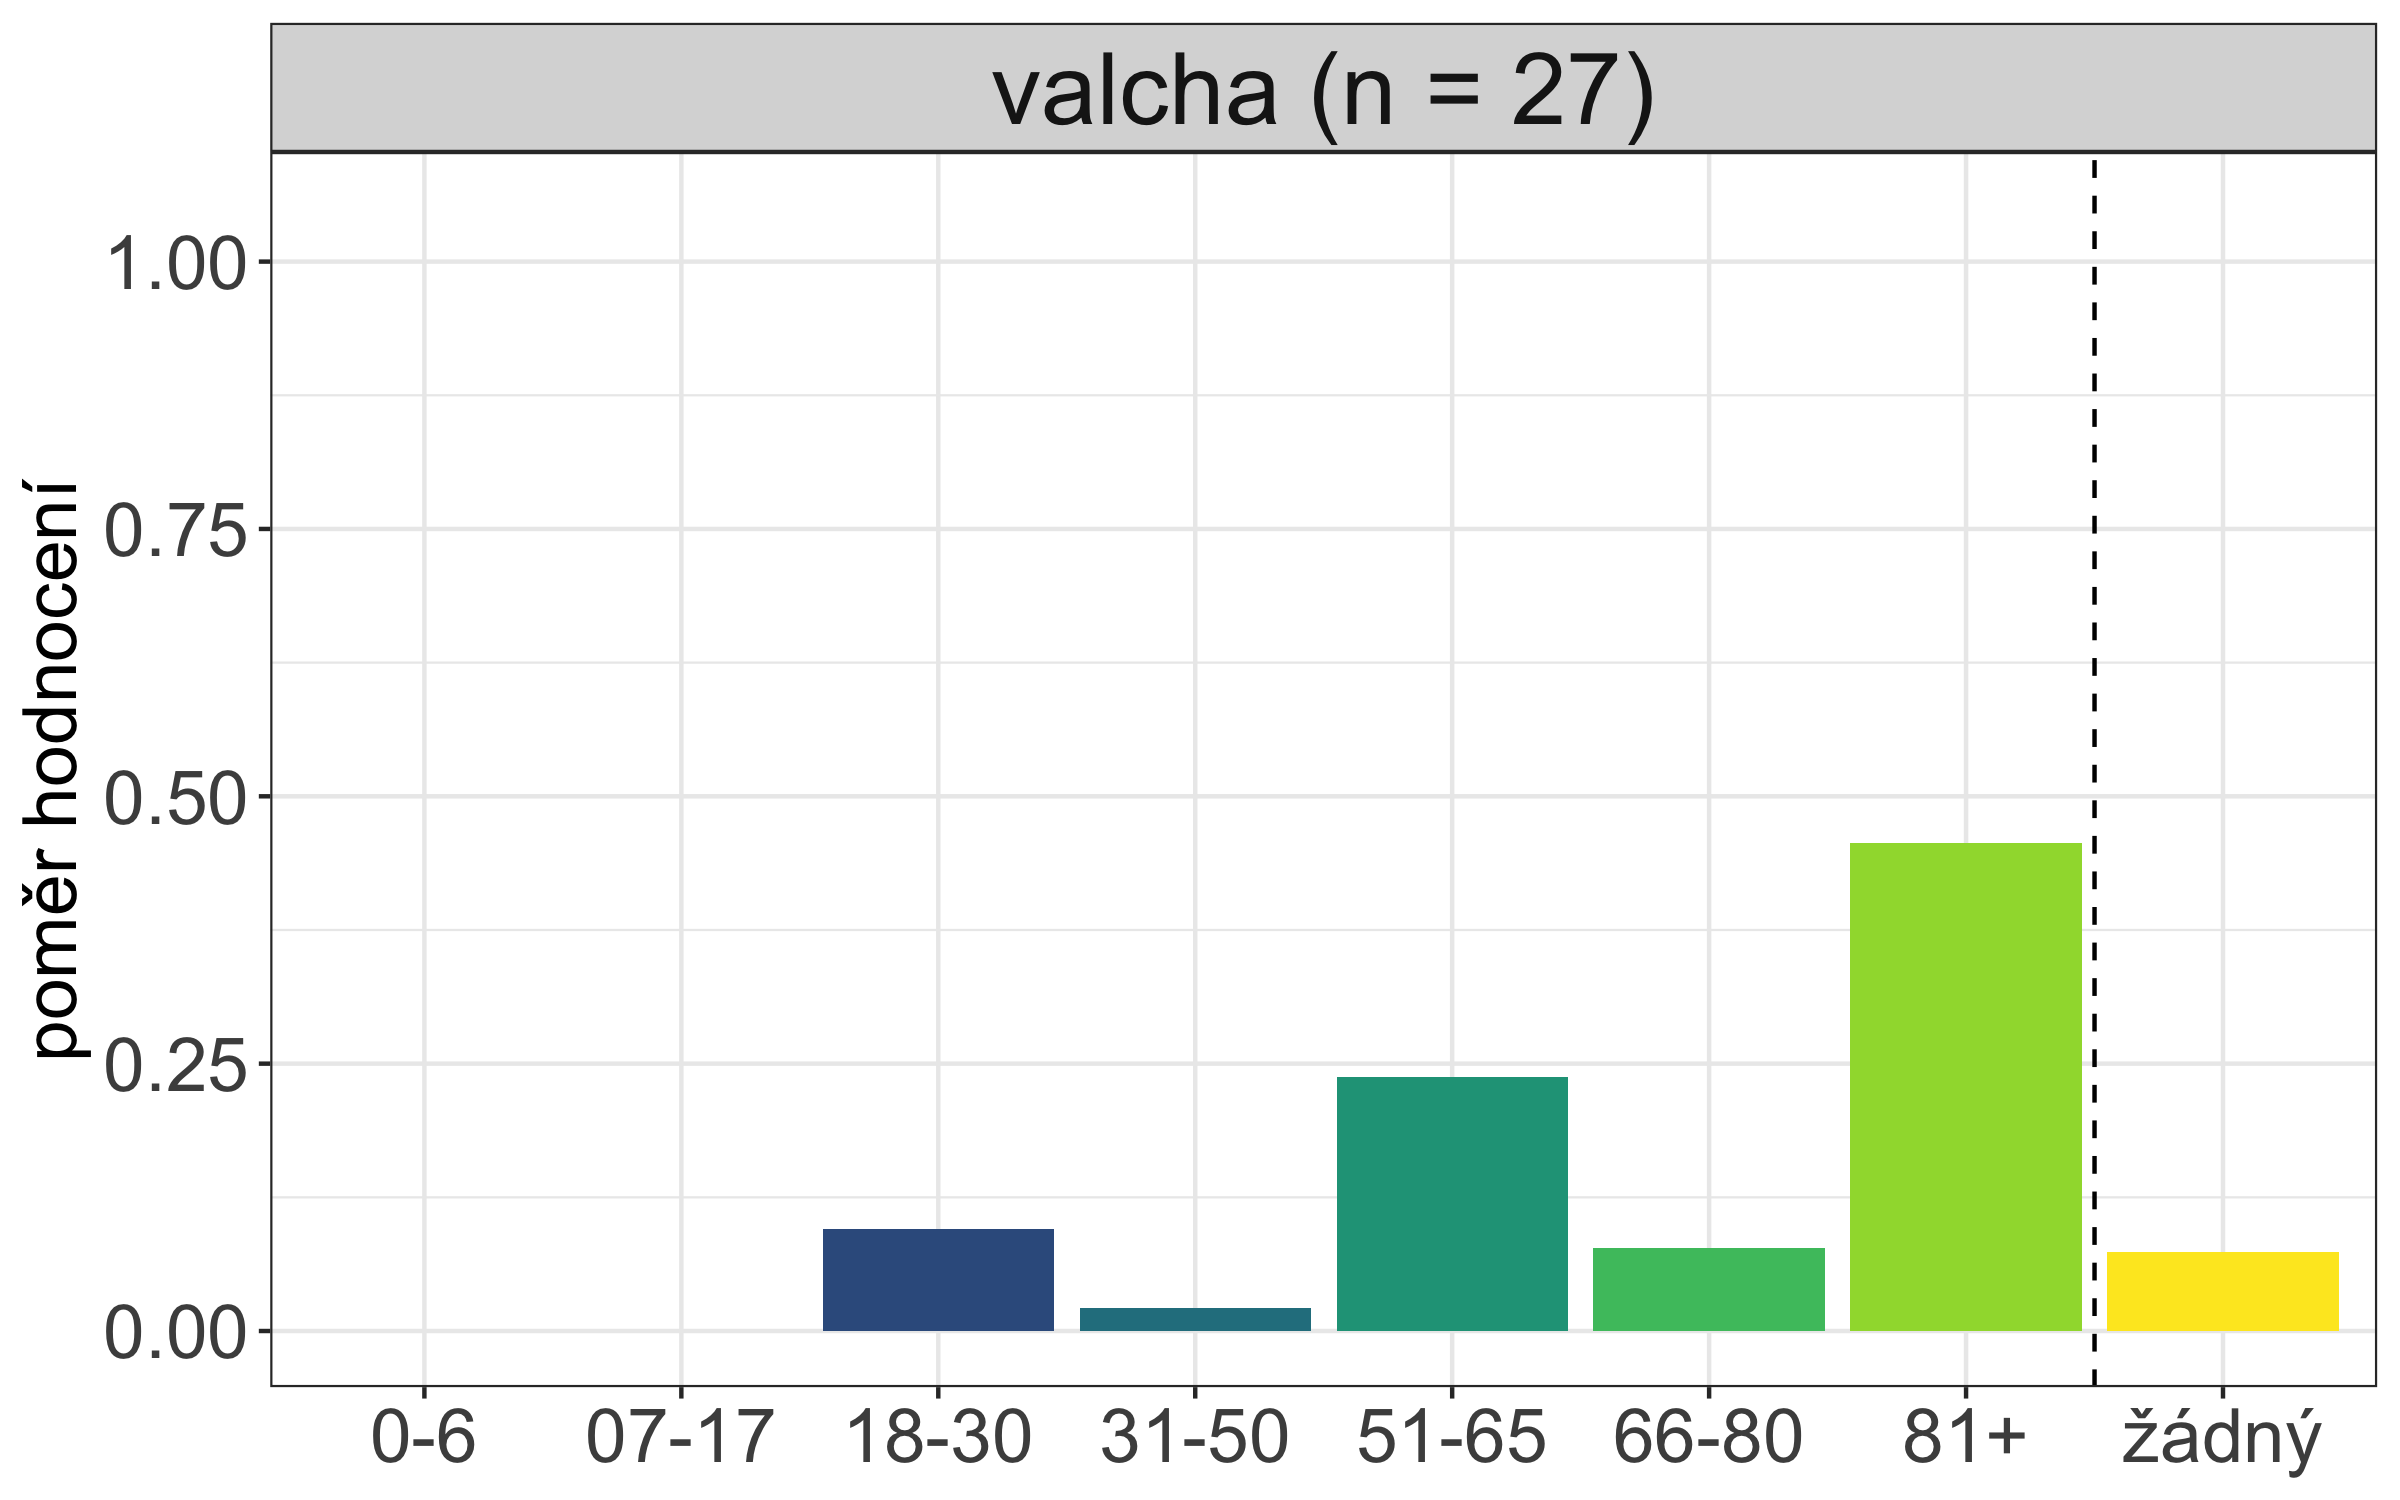 valcha (n = 27)
poměr hodnocení
1.00
0.75
0.50
0.25
0.00
0-6 07-17 18-30 31-50 51-65 66-80 81+ žádný